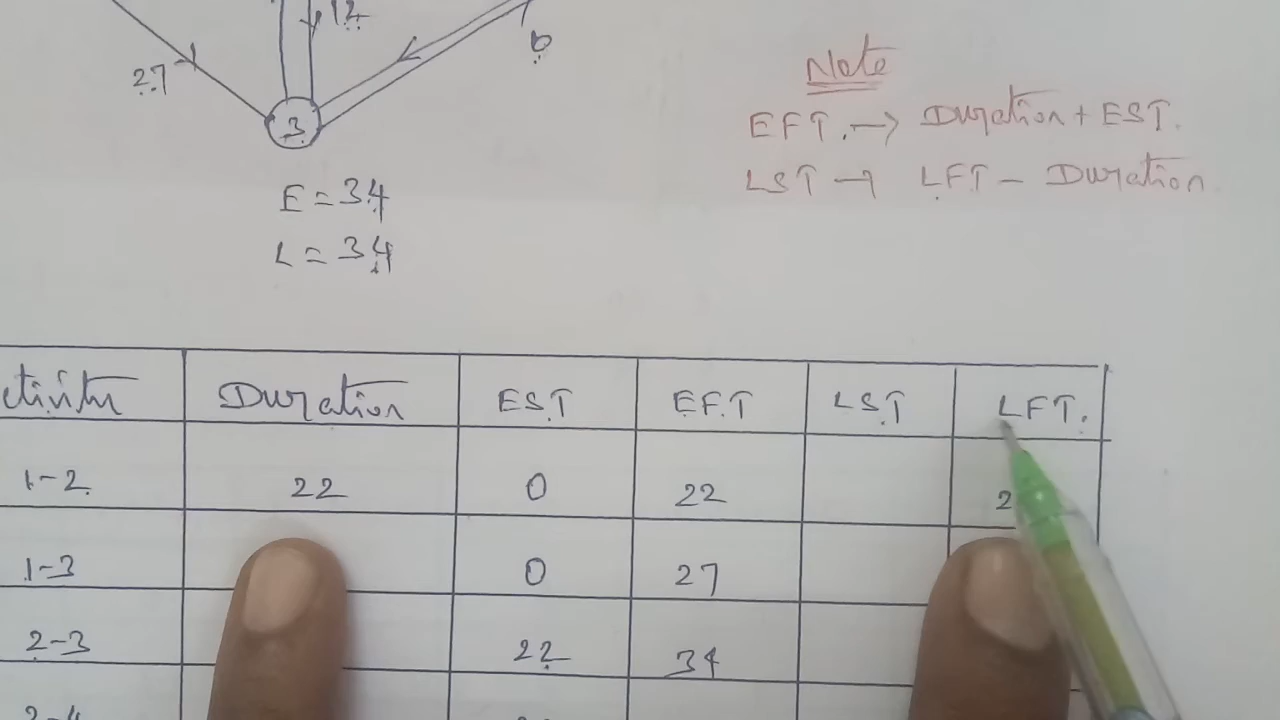 12
6
27
3
E = 34
L = 34
Note
EFT. → Duration + EST.
LST → LFT - Duration
Duration EST EFT LST LFT.
1-2 22 0 22
1-3 0 27
2-3 22 34